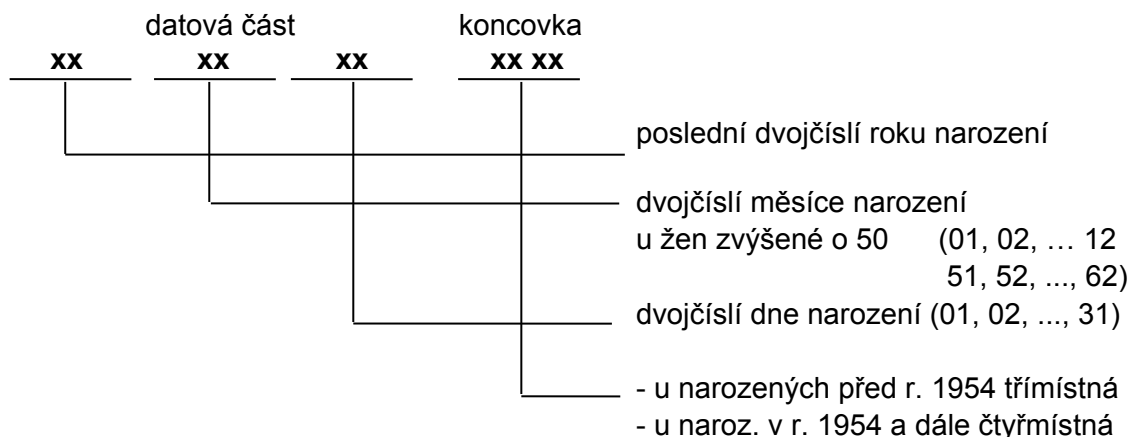 datová část koncovka
xx xx xx xx xx
poslední dvojčíslí roku narození
dvojčíslí měsíce narození
u žen zvýšené o 50 (01, 02, … 12
51, 52, ..., 62)
dvojčíslí dne narození (01, 02, ..., 31)
- u narozených před r. 1954 třímístná
- u naroz. v r. 1954 a dále čtyřmístná